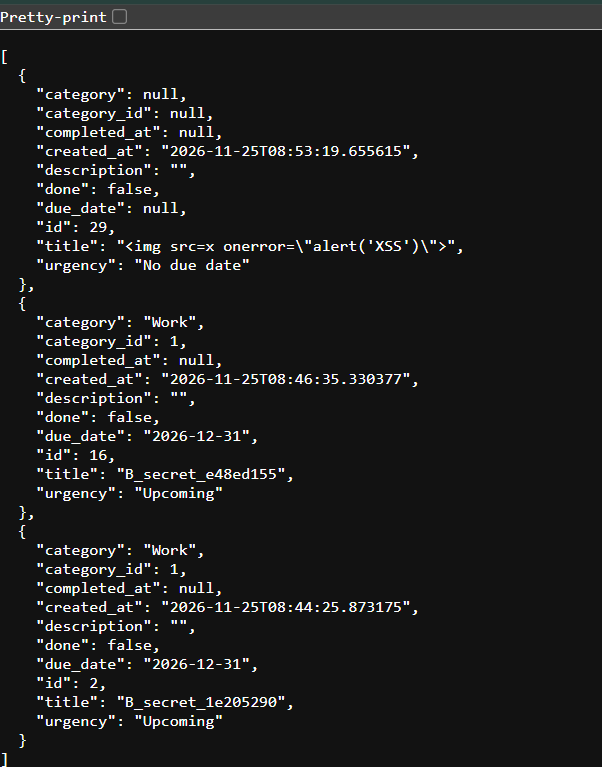 Pretty-print
[
  {
    "category": null,
    "category_id": null,
    "completed_at": null,
    "created_at": "2026-11-25T08:53:19.655615",
    "description": "",
    "done": false,
    "due_date": null,
    "id": 29,
    "title": "<img src=x onerror=\"alert('XSS')\">",
    "urgency": "No due date"
  },
  {
    "category": "Work",
    "category_id": 1,
    "completed_at": null,
    "created_at": "2026-11-25T08:46:35.330377",
    "description": "",
    "done": false,
    "due_date": "2026-12-31",
    "id": 16,
    "title": "B_secret_e48ed155",
    "urgency": "Upcoming"
  },
  {
    "category": "Work",
    "category_id": 1,
    "completed_at": null,
    "created_at": "2026-11-25T08:44:25.873175",
    "description": "",
    "done": false,
    "due_date": "2026-12-31",
    "id": 2,
    "title": "B_secret_1e205290",
    "urgency": "Upcoming"
  }
]